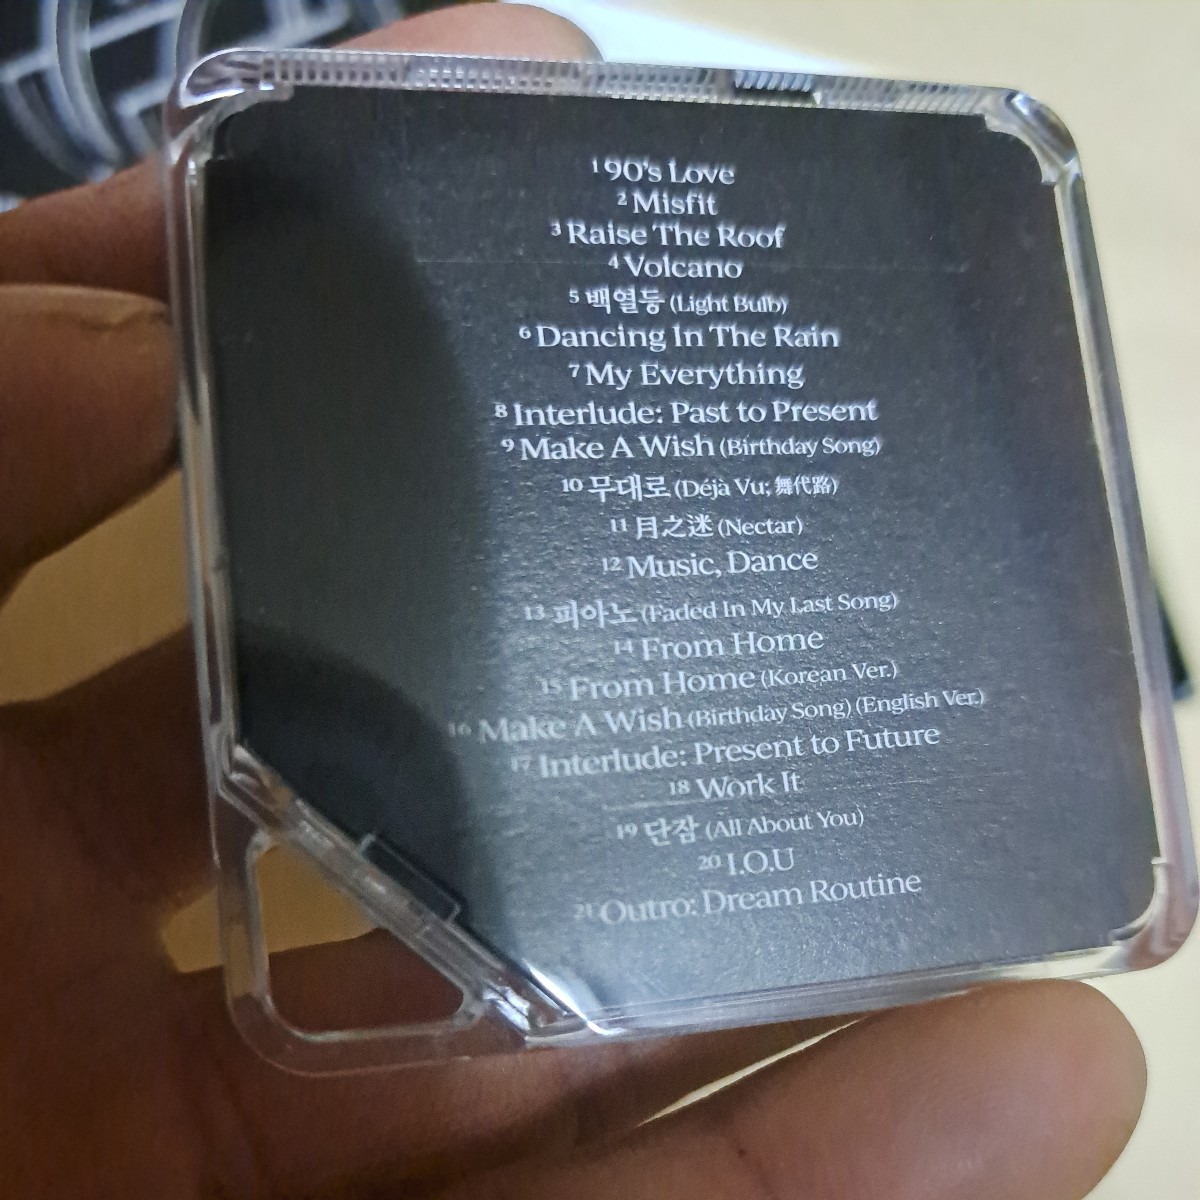 1 90's Love
2 Misfit
3 Raise The Roof
4 Volcano
5 백열등 (Light Bulb)
6 Dancing In The Rain
7 My Everything
8 Interlude: Past to Present
9 Make A Wish (Birthday Song)
10 무대로 (Déjà Vu; 舞代路)
11 月之迷 (Nectar)
12 Music, Dance
13 피아노 (Faded In My Last Song)
14 From Home
15 From Home (Korean Ver.)
16 Make A Wish (Birthday Song) (English Ver.)
17 Interlude: Present to Future
18 Work It
19 단잠 (All About You)
20 I.O.U
21 Outro: Dream Routine